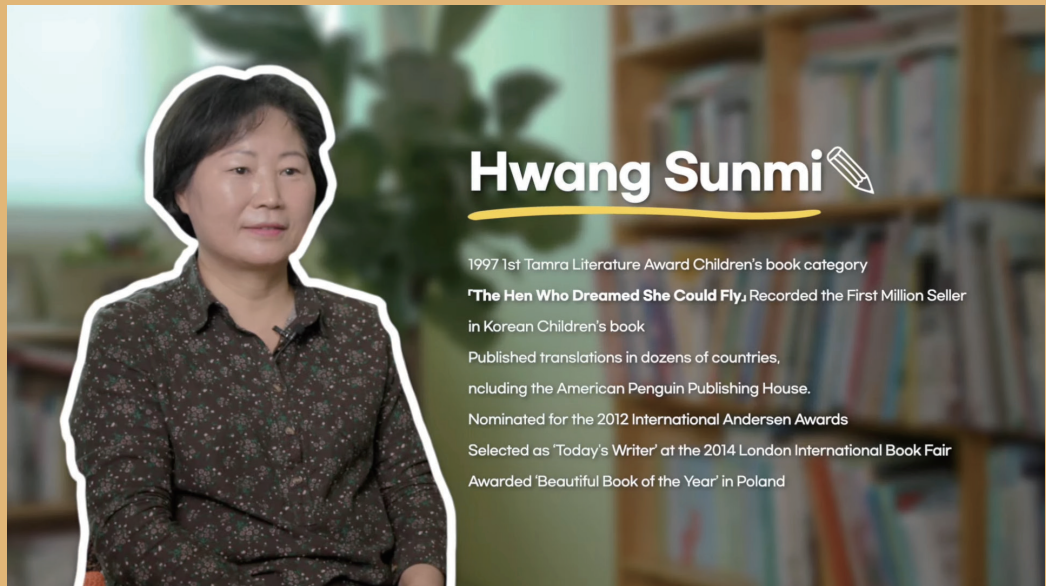 Hwang Sunmi
1997 1st Tamra Literature Award Children's book category
「The Hen Who Dreamed She Could Fly」 Recorded the First Million Seller
in Korean Children's book
Published translations in dozens of countries,
ncluding the American Penguin Publishing House.
Nominated for the 2012 International Andersen Awards
Selected as 'Today's Writer' at the 2014 London International Book Fair
Awarded 'Beautiful Book of the Year' in Poland